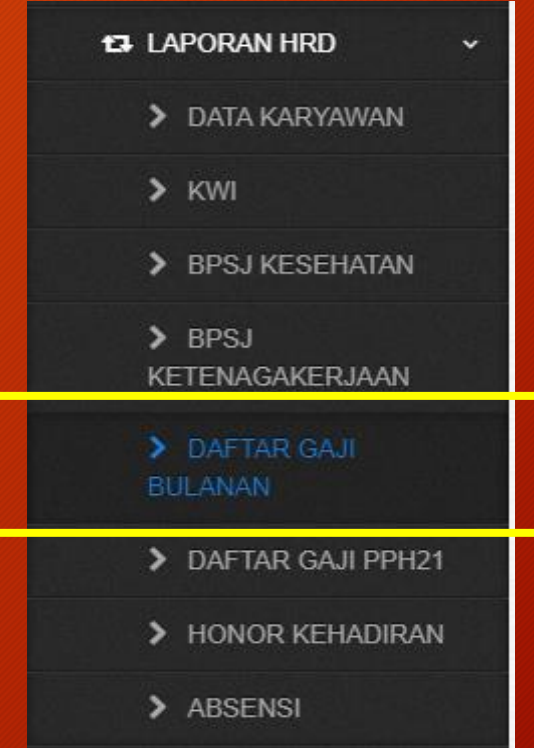 LAPORAN HRD
DATA KARYAWAN
KWI
BPSJ KESEHATAN
BPSJ
KETENAGAKERJAAN
DAFTAR GAJI
BULANAN
DAFTAR GAJI PPH21
HONOR KEHADIRAN
ABSENSI